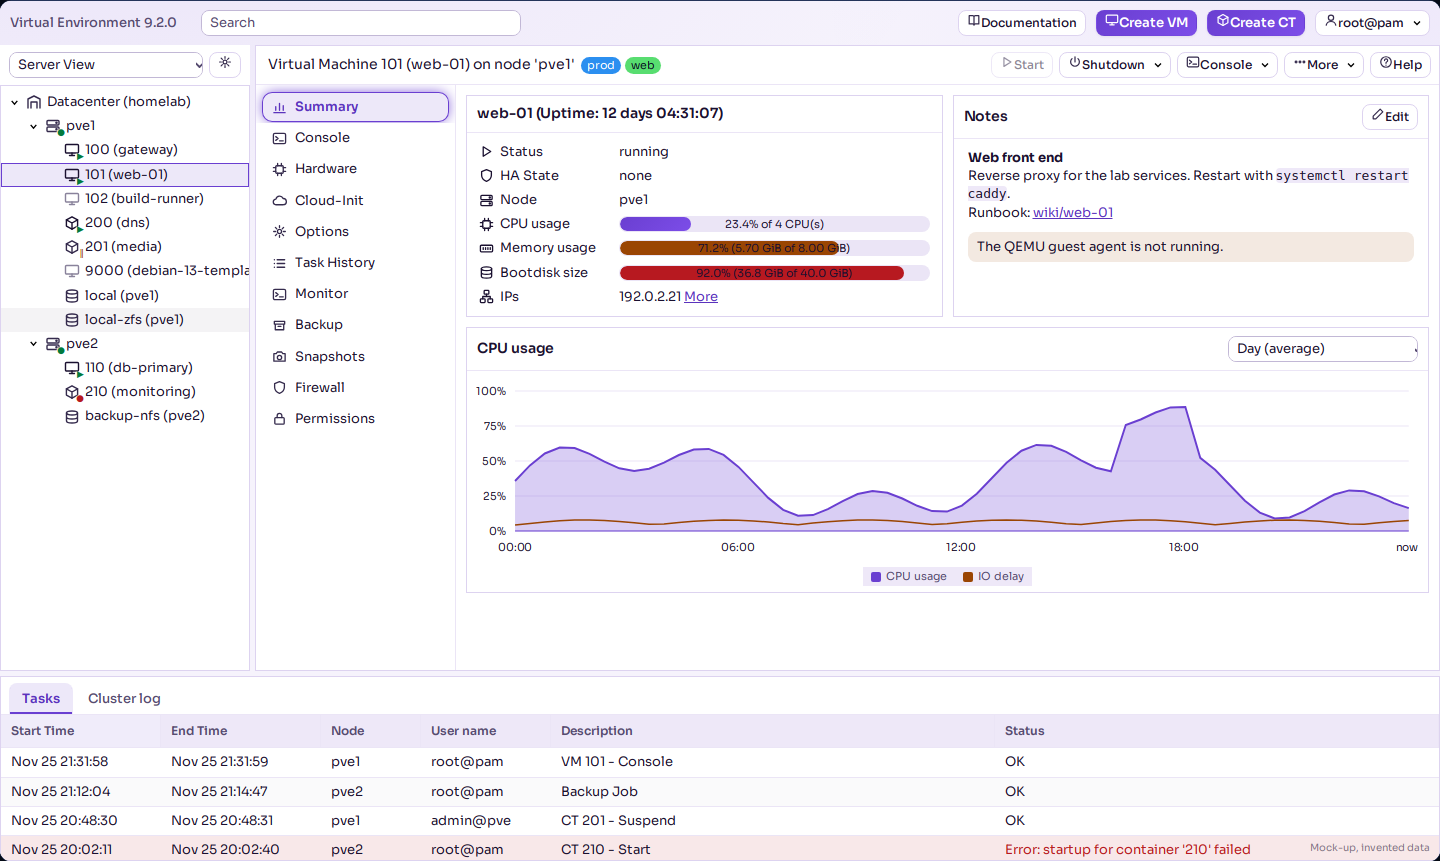 Virtual Environment 9.2.0
Search
Documentation
Create VM
Create CT
root@pam
Server View
Datacenter (homelab)
pve1
100 (gateway)
101 (web-01)
102 (build-runner)
200 (dns)
201 (media)
9000 (debian-13-templa
local (pve1)
local-zfs (pve1)
pve2
110 (db-primary)
210 (monitoring)
backup-nfs (pve2)
Virtual Machine 101 (web-01) on node 'pve1'
prod
web
Start
Shutdown
Console
More
Help
Summary
Console
Hardware
Cloud-Init
Options
Task History
Monitor
Backup
Snapshots
Firewall
Permissions
web-01 (Uptime: 12 days 04:31:07)
Status running
HA State none
Node pve1
CPU usage 23.4% of 4 CPU(s)
Memory usage 71.2% (5.70 GiB of 8.00 GiB)
Bootdisk size 92.0% (36.8 GiB of 40.0 GiB)
IPs 192.0.2.21 More
Notes
Edit
Web front end
Reverse proxy for the lab services. Restart with systemctl restart
caddy.
Runbook: wiki/web-01
The QEMU guest agent is not running.
CPU usage
Day (average)
100%
75%
50%
25%
0%
00:00 06:00 12:00 18:00 now
CPU usage IO delay
Tasks Cluster log
Start Time End Time Node User name Description Status
Nov 25 21:31:58 Nov 25 21:31:59 pve1 root@pam VM 101 - Console OK
Nov 25 21:12:04 Nov 25 21:14:47 pve2 root@pam Backup Job OK
Nov 25 20:48:30 Nov 25 20:48:31 pve1 admin@pve CT 201 - Suspend OK
Nov 25 20:02:11 Nov 25 20:02:40 pve2 root@pam CT 210 - Start Error: startup for container '210' failed
Mock-up, Invented data